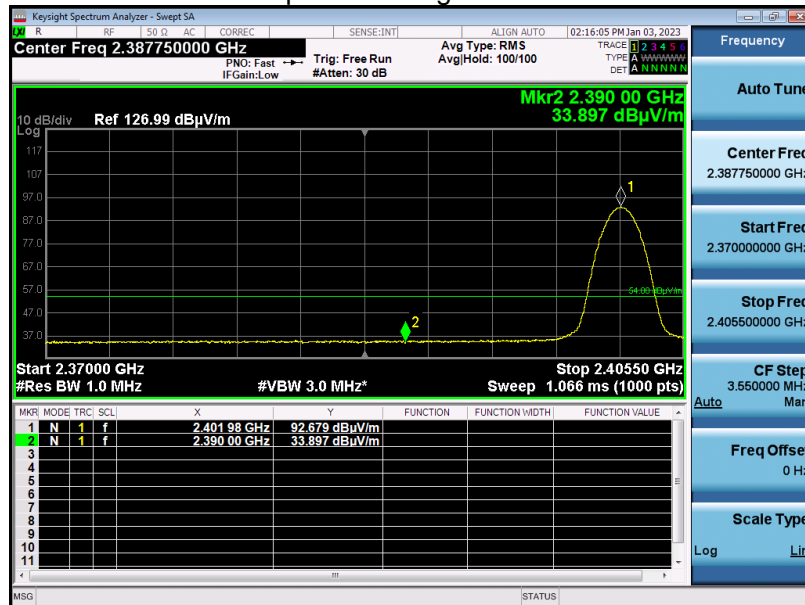 Keysight Spectrum Analyzer - Swept SA
LXI R RF 50 Ω AC CORREC SENSE:INT ALIGN AUTO 02:16:05 PM Jan 03, 2023
Center Freq 2.387750000 GHz
PNO: Fast
IFGain:Low
Trig: Free Run
#Atten: 30 dB
Avg Type: RMS
Avg|Hold: 100/100
TRACE 1 2 3 4 5 6
TYPE A WWWWW
DET A N N N N N
Mkr2 2.390 00 GHz
33.897 dBµV/m
10 dB/div Ref 126.99 dBµV/m
Log
117
107
97.0
87.0
77.0
67.0
57.0
47.0
37.0
1
54.00 dBµV/m
2
Start 2.37000 GHz Stop 2.40550 GHz
#Res BW 1.0 MHz #VBW 3.0 MHz* Sweep 1.066 ms (1000 pts)
MKR MODE TRC SCL X Y FUNCTION FUNCTION WIDTH FUNCTION VALUE
1 N 1 f 2.401 98 GHz 92.679 dBµV/m
2 N 1 f 2.390 00 GHz 33.897 dBµV/m
3
4
5
6
7
8
9
10
11
MSG STATUS
Frequency
Auto Tune
Center Freq
2.387750000 GHz
Start Freq
2.370000000 GHz
Stop Freq
2.405500000 GHz
CF Step
3.550000 MHz
Auto Man
Freq Offset
0 Hz
Scale Type
Log Lin